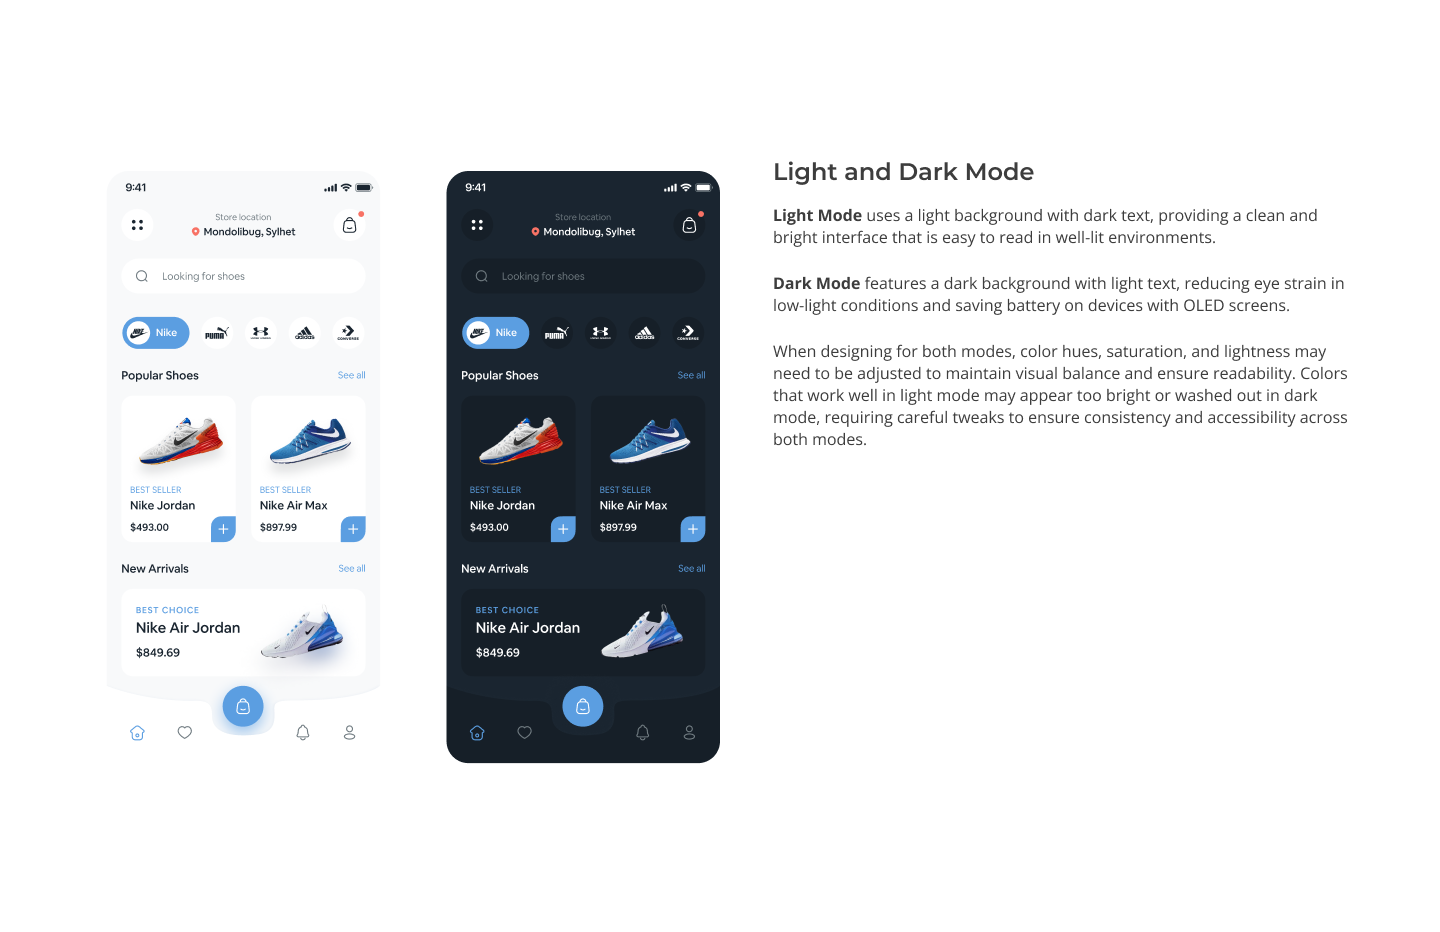 9:41
Store location
Mondolibug, Sylhet
Looking for shoes
Nike
PUMA
UNDER ARMOUR
adidas
CONVERSE
Popular Shoes
See all
BEST SELLER
Nike Jordan
$493.00
BEST SELLER
Nike Air Max
$897.99
New Arrivals
See all
BEST CHOICE
Nike Air Jordan
$849.69
9:41
Store location
Mondolibug, Sylhet
Looking for shoes
Nike
PUMA
UNDER ARMOUR
adidas
CONVERSE
Popular Shoes
See all
BEST SELLER
Nike Jordan
$493.00
BEST SELLER
Nike Air Max
$897.99
New Arrivals
See all
BEST CHOICE
Nike Air Jordan
$849.69
Light and Dark Mode
Light Mode uses a light background with dark text, providing a clean and
bright interface that is easy to read in well-lit environments.
Dark Mode features a dark background with light text, reducing eye strain in
low-light conditions and saving battery on devices with OLED screens.
When designing for both modes, color hues, saturation, and lightness may
need to be adjusted to maintain visual balance and ensure readability. Colors
that work well in light mode may appear too bright or washed out in dark
mode, requiring careful tweaks to ensure consistency and accessibility across
both modes.